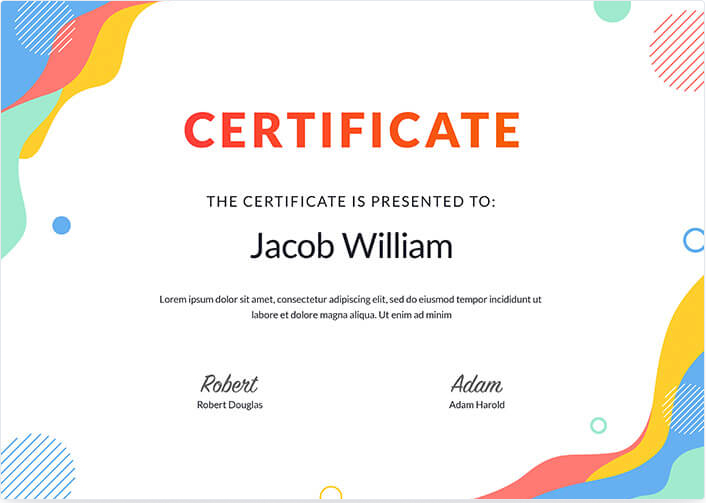 CERTIFICATE
THE CERTIFICATE IS PRESENTED TO:
Jacob William
Lorem ipsum dolor sit amet, consectetur adipiscing elit, sed do eiusmod tempor incididunt ut
labore et dolore magna aliqua. Ut enim ad minim
Robert Adam
Robert Douglas Adam Harold